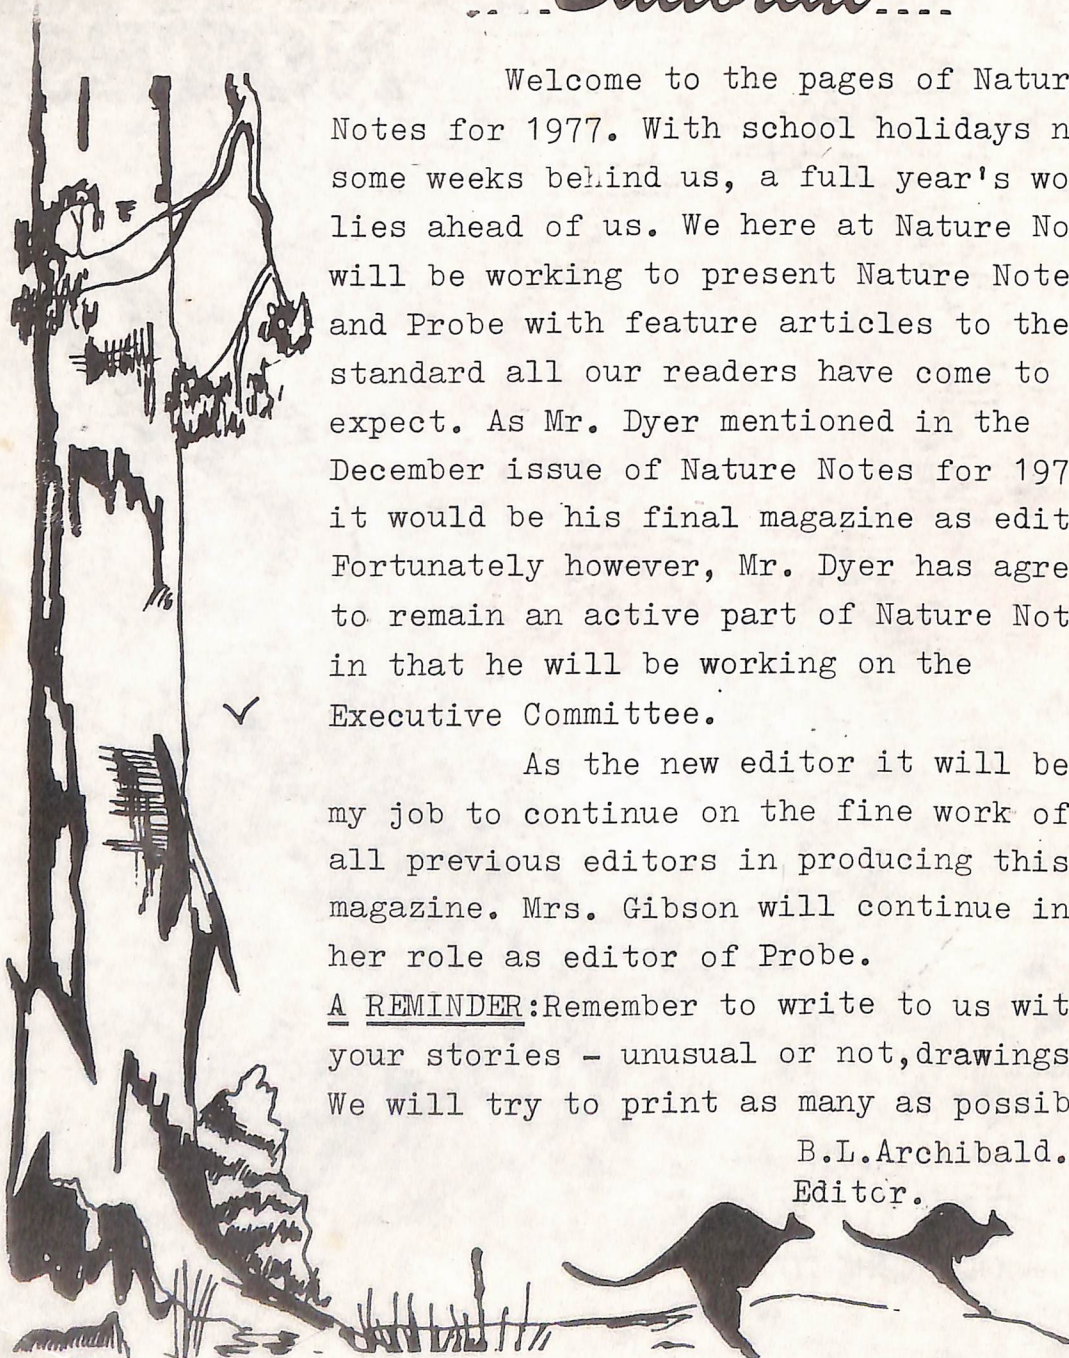 ....Editorial....
Welcome to the pages of Natur
Notes for 1977. With school holidays n
some weeks behind us, a full year's wo
lies ahead of us. We here at Nature No
will be working to present Nature Note
and Probe with feature articles to the
standard all our readers have come to
expect. As Mr. Dyer mentioned in the
December issue of Nature Notes for 197
it would be his final magazine as edit
Fortunately however, Mr. Dyer has agre
to remain an active part of Nature Not
in that he will be working on the
Executive Committee.
As the new editor it will be
my job to continue on the fine work of
all previous editors in producing this
magazine. Mrs. Gibson will continue in
her role as editor of Probe.
A REMINDER:Remember to write to us wit
your stories - unusual or not,drawings
We will try to print as many as possib
B.L.Archibald.
Editor.